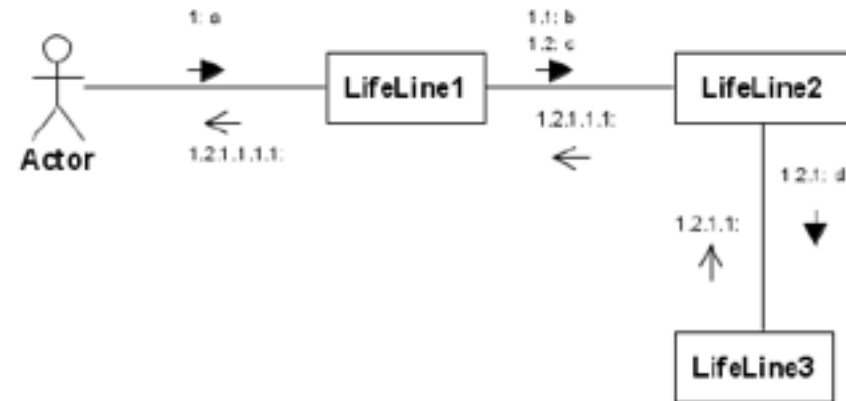 1: a
1.1: b
1.2: c
LifeLine1
LifeLine2
1.2.1.1.1:
1.2.1.1.1.1:
Actor
1.2.1: d
1.2.1.1:
LifeLine3